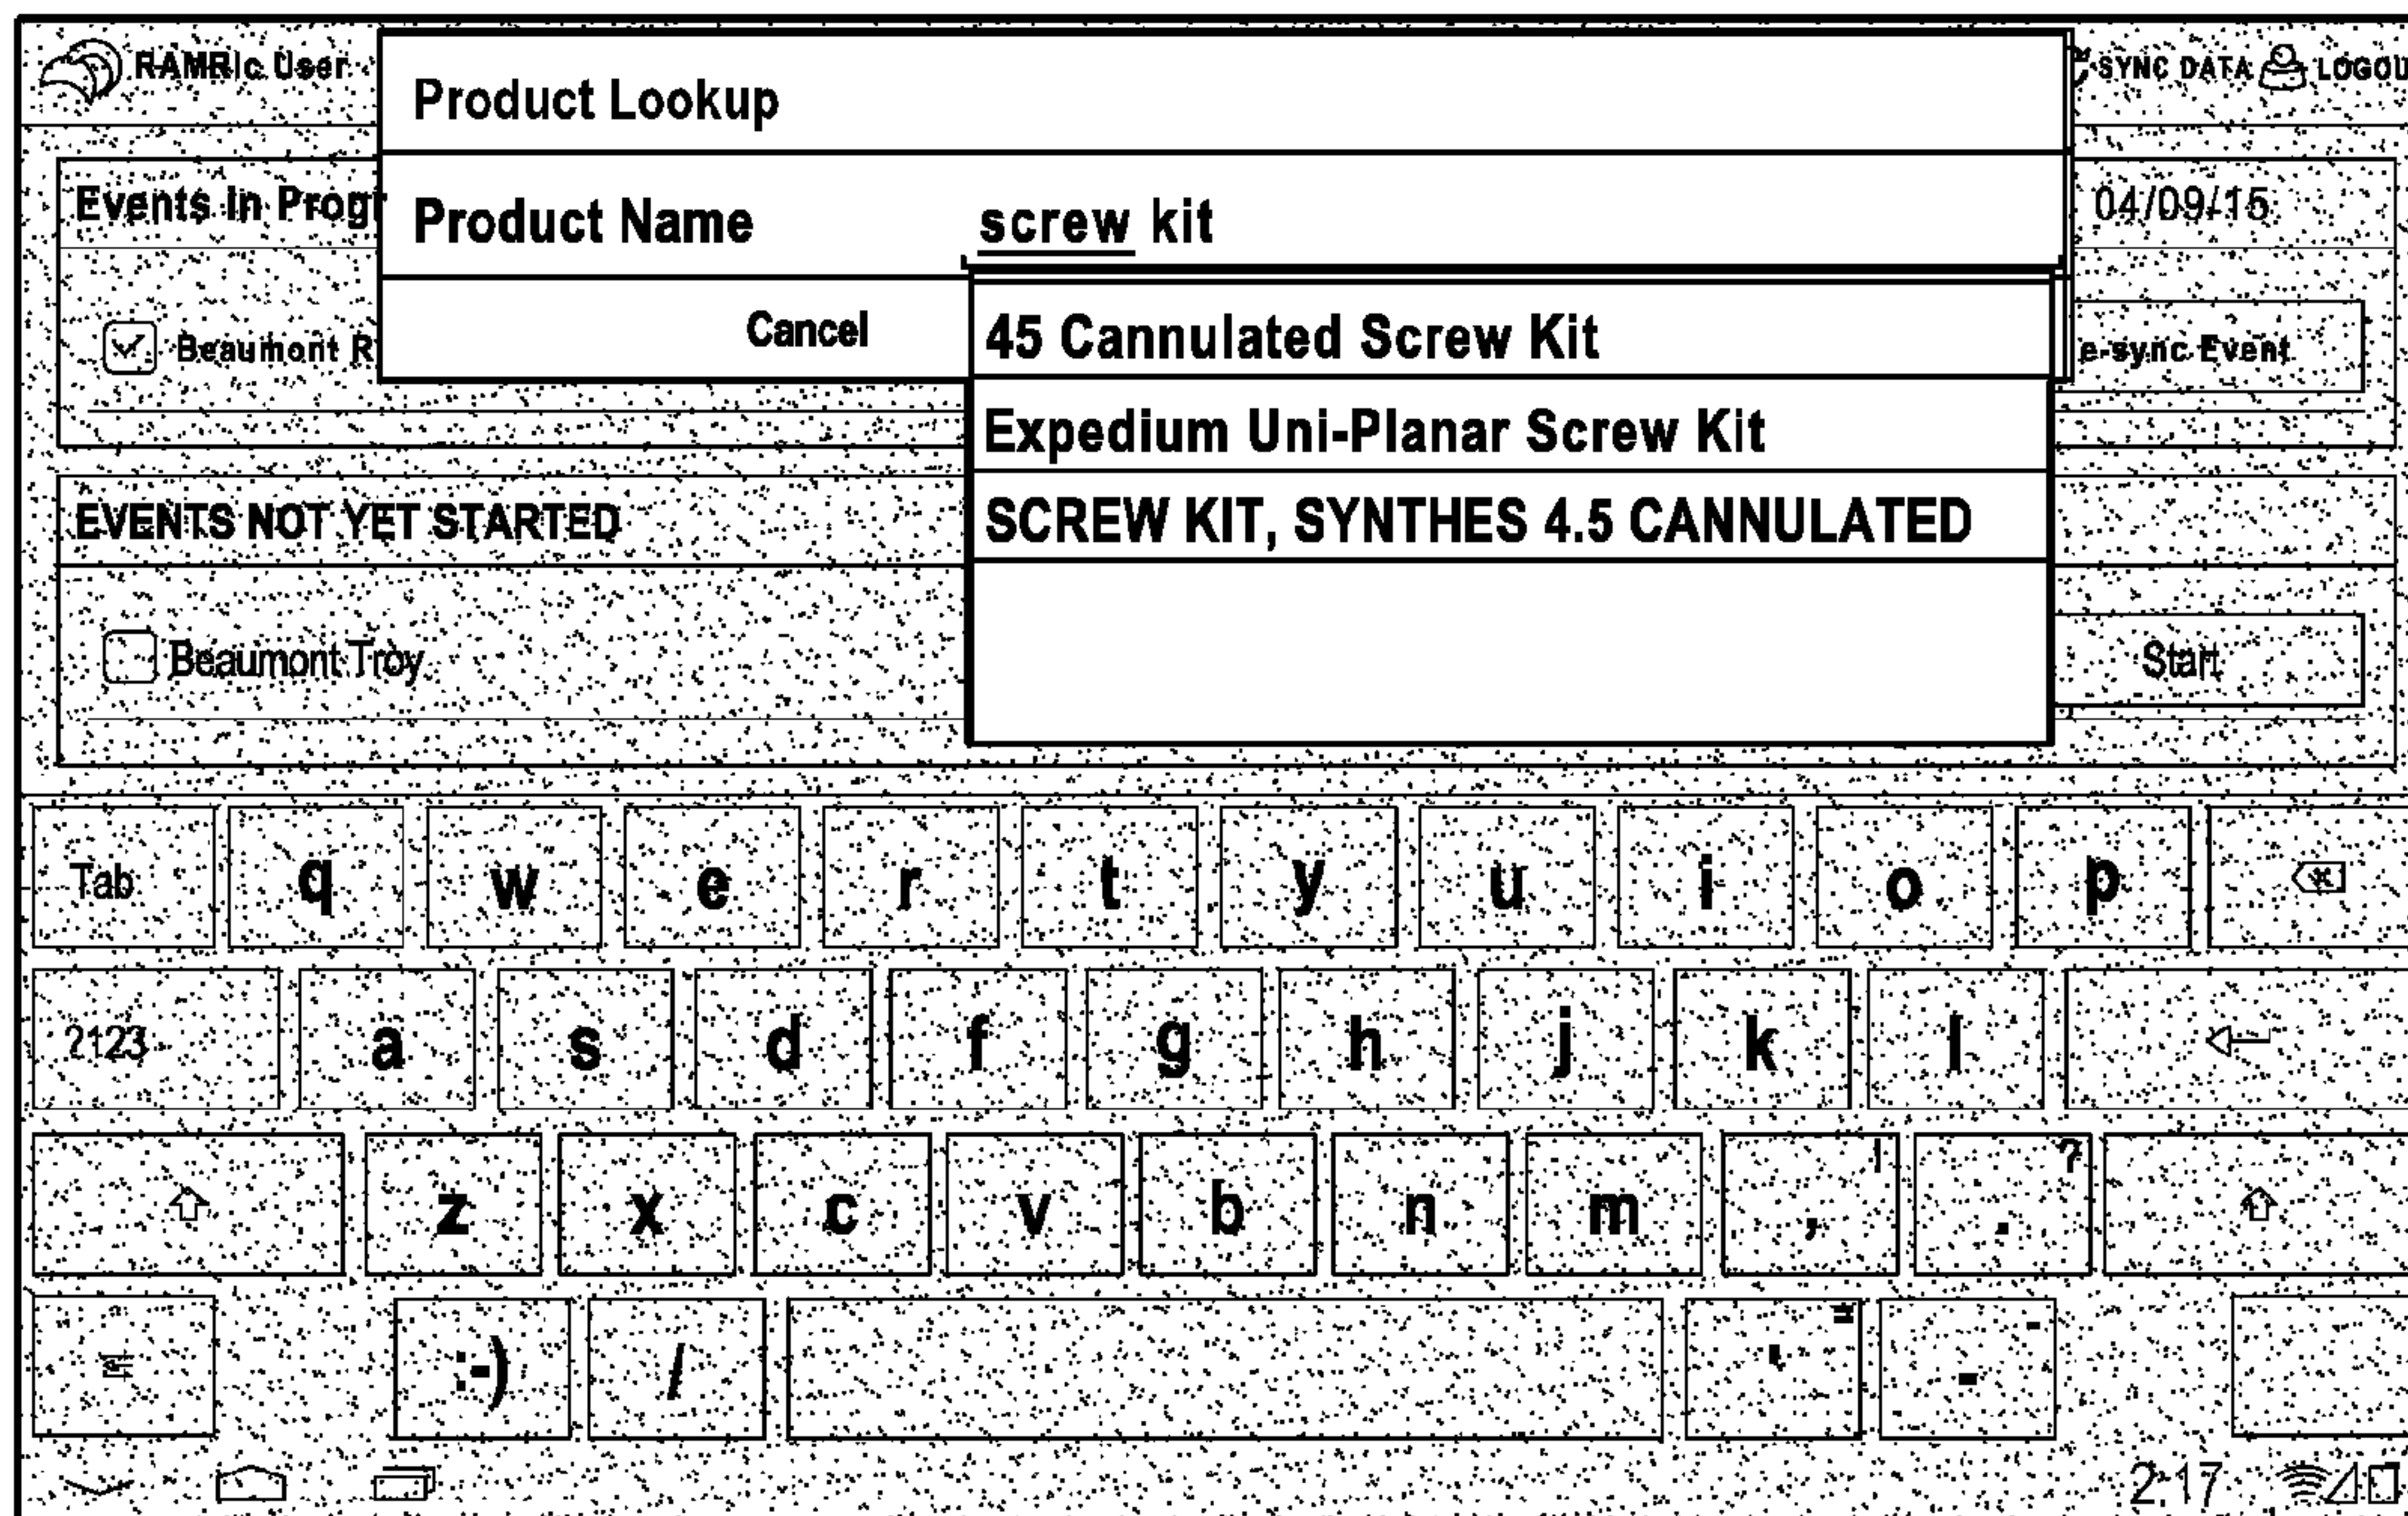 RAMRIc User
SYNC DATA LOGOU
Product Lookup
Events In Progr
04/09/15
Product Name screw kit
Cancel
Beaumont R
e-sync Event
45 Cannulated Screw Kit
Expedium Uni-Planar Screw Kit
EVENTS NOT YET STARTED
SCREW KIT, SYNTHES 4.5 CANNULATED
Beaumont Troy
Start
Tab q w e r t y u i o p
?123 a s d f g h j k l
z x c v b n m , ! . ?
:-) / ' " - -
2:17